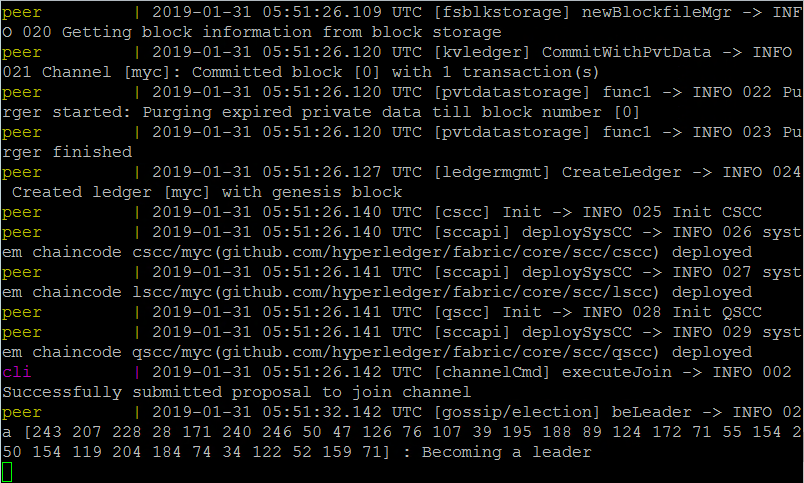 peer        | 2019-01-31 05:51:26.109 UTC [fsblkstorage] newBlockfileMgr -> INF
O 020 Getting block information from block storage
peer        | 2019-01-31 05:51:26.120 UTC [kvledger] CommitWithPvtData -> INFO
021 Channel [myc]: Committed block [0] with 1 transaction(s)
peer        | 2019-01-31 05:51:26.120 UTC [pvtdatastorage] func1 -> INFO 022 Pu
rger started: Purging expired private data till block number [0]
peer        | 2019-01-31 05:51:26.120 UTC [pvtdatastorage] func1 -> INFO 023 Pu
rger finished
peer        | 2019-01-31 05:51:26.127 UTC [ledgermgmt] CreateLedger -> INFO 024
 Created ledger [myc] with genesis block
peer        | 2019-01-31 05:51:26.140 UTC [cscc] Init -> INFO 025 Init CSCC
peer        | 2019-01-31 05:51:26.140 UTC [sccapi] deploySysCC -> INFO 026 syst
em chaincode cscc/myc(github.com/hyperledger/fabric/core/scc/cscc) deployed
peer        | 2019-01-31 05:51:26.141 UTC [sccapi] deploySysCC -> INFO 027 syst
em chaincode lscc/myc(github.com/hyperledger/fabric/core/scc/lscc) deployed
peer        | 2019-01-31 05:51:26.141 UTC [qscc] Init -> INFO 028 Init QSCC
peer        | 2019-01-31 05:51:26.141 UTC [sccapi] deploySysCC -> INFO 029 syst
em chaincode qscc/myc(github.com/hyperledger/fabric/core/scc/qscc) deployed
cli         | 2019-01-31 05:51:26.142 UTC [channelCmd] executeJoin -> INFO 002
Successfully submitted proposal to join channel
peer        | 2019-01-31 05:51:32.142 UTC [gossip/election] beLeader -> INFO 02
a [243 207 228 28 171 240 246 50 47 126 76 107 39 195 188 89 124 172 71 55 154 2
50 154 119 204 184 74 34 122 52 159 71] : Becoming a leader